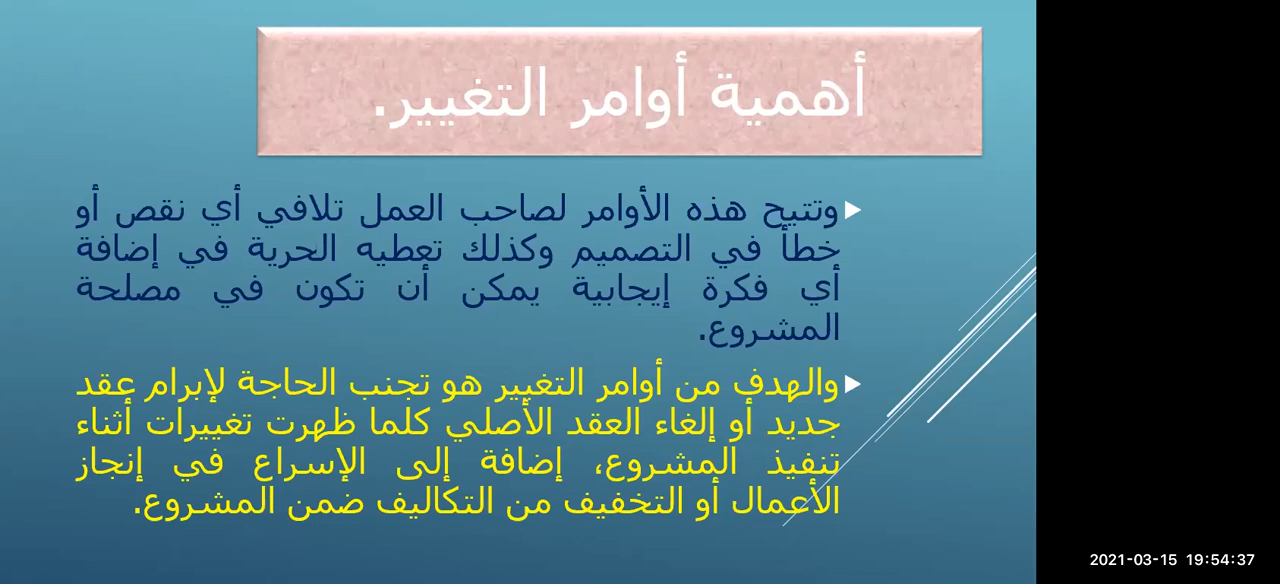 أهمية أوامر التغيير.
وتتيح هذه الأوامر لصاحب العمل تلافي أي نقص أو
خطأ في التصميم وكذلك تعطيه الحرية في إضافة
أي فكرة إيجابية يمكن أن تكون في مصلحة
المشروع.
والهدف من أوامر التغيير هو تجنب الحاجة لإبرام عقد
جديد أو إلغاء العقد الأصلي كلما ظهرت تغييرات أثناء
تنفيذ المشروع، إضافة إلى الإسراع في إنجاز
الأعمال أو التخفيف من التكاليف ضمن المشروع.
2021-03-15 19:54:37